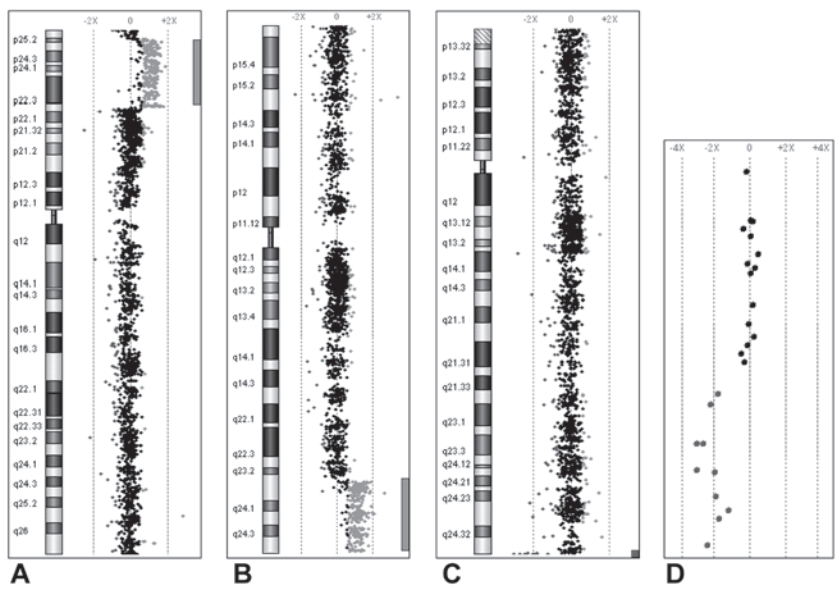 -2X 0 +2X
p25.2
p24.3
p24.1
p22.3
p22.1
p21.32
p21.2
p12.3
p12.1
q12
q14.1
q14.3
q16.1
q16.3
q22.1
q22.31
q22.33
q23.2
q24.1
q24.3
q25.2
q26
A
-2X 0 +2X
p15.4
p15.2
p14.3
p14.1
p12
p11.12
q12.1
q12.3
q13.2
q13.4
q14.1
q14.3
q22.1
q22.3
q23.2
q24.1
q24.3
B
-2X 0 +2X
p13.32
p13.2
p12.3
p12.1
p11.22
q12
q13.12
q13.2
q14.1
q14.3
q21.1
q21.31
q21.33
q23.1
q23.3
q24.12
q24.21
q24.23
q24.32
C
-4X -2X 0 +2X +4X
D